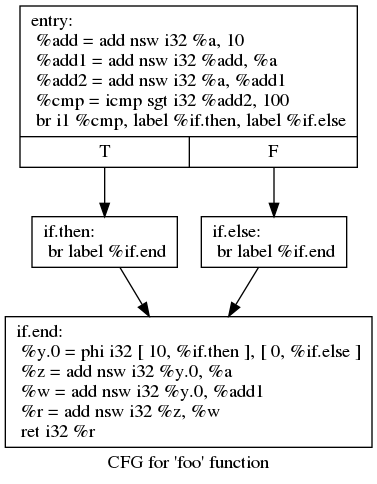 entry:
%add = add nsw i32 %a, 10
%add1 = add nsw i32 %add, %a
%add2 = add nsw i32 %a, %add1
%cmp = icmp sgt i32 %add2, 100
br i1 %cmp, label %if.then, label %if.else
T F
if.then:
br label %if.end
if.else:
br label %if.end
if.end:
%y.0 = phi i32 [ 10, %if.then ], [ 0, %if.else ]
%z = add nsw i32 %y.0, %a
%w = add nsw i32 %y.0, %add1
%r = add nsw i32 %z, %w
ret i32 %r
CFG for 'foo' function